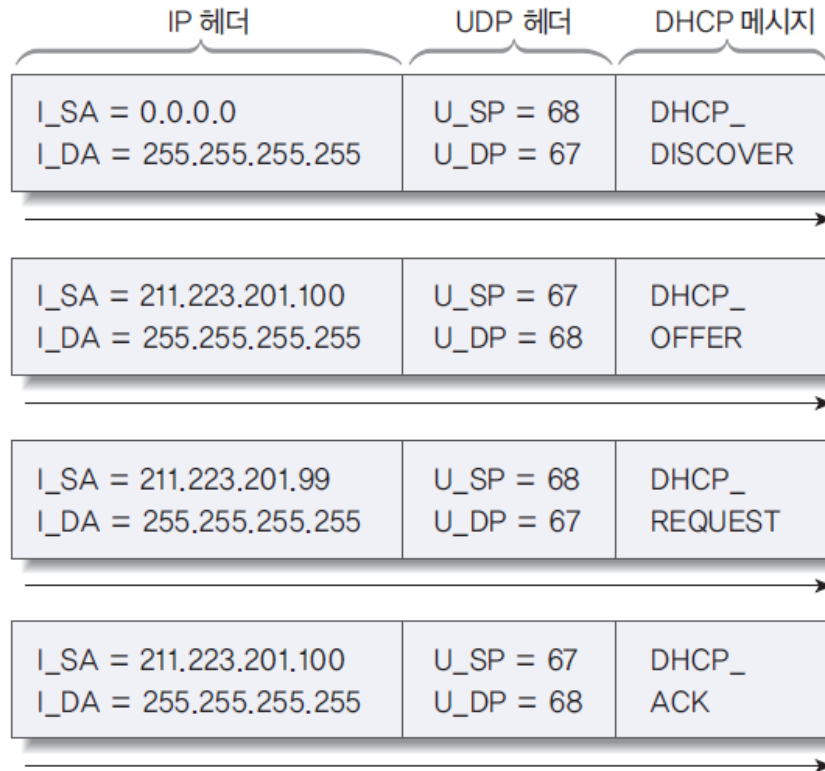 IP 헤더 UDP 헤더 DHCP 메시지
I_SA = 0.0.0.0 U_SP = 68 DHCP_
I_DA = 255.255.255.255 U_DP = 67 DISCOVER
I_SA = 211.223.201.100 U_SP = 67 DHCP_
I_DA = 255.255.255.255 U_DP = 68 OFFER
I_SA = 211.223.201.99 U_SP = 68 DHCP_
I_DA = 255.255.255.255 U_DP = 67 REQUEST
I_SA = 211.223.201.100 U_SP = 67 DHCP_
I_DA = 255.255.255.255 U_DP = 68 ACK